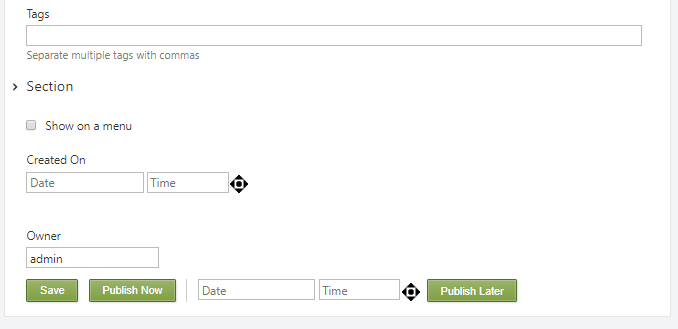 Tags
Separate multiple tags with commas
Section
Show on a menu
Created On
Date Time
Owner
admin
Save Publish Now Date Time Publish Later